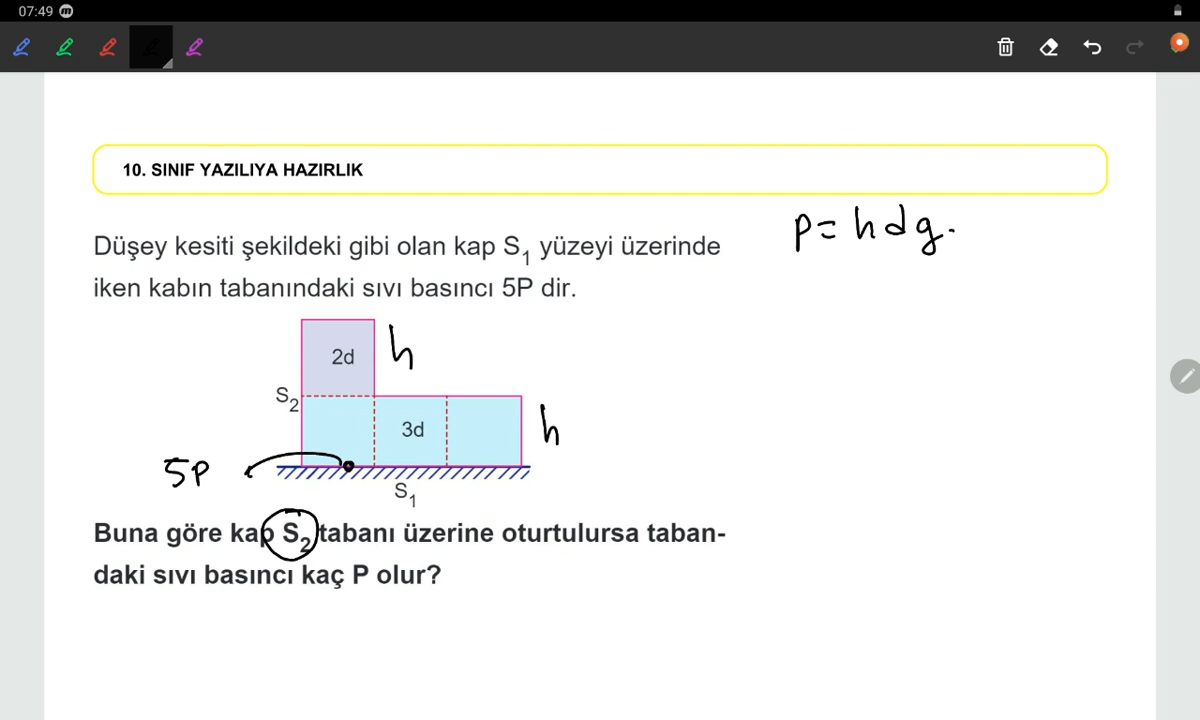 07:49
10. SINIF YAZILIYA HAZIRLIK
p = h d g.
Düşey kesiti şekildeki gibi olan kap S1 yüzeyi üzerinde
iken kabın tabanındaki sıvı basıncı 5P dir.
2d h
S2
3d h
5P
S1
Buna göre kap S2 tabanı üzerine oturtulursa taban-
daki sıvı basıncı kaç P olur?